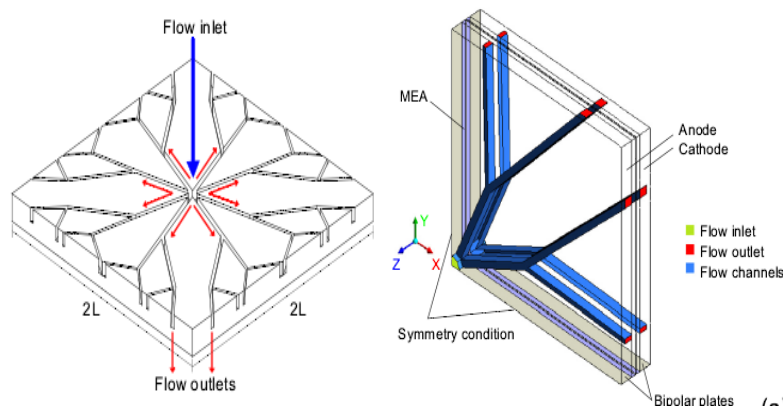 Flow inlet
2L
2L
Flow outlets
MEA
Anode
Cathode
Y
Z
X
Flow inlet
Flow outlet
Flow channels
Symmetry condition
Bipolar plates